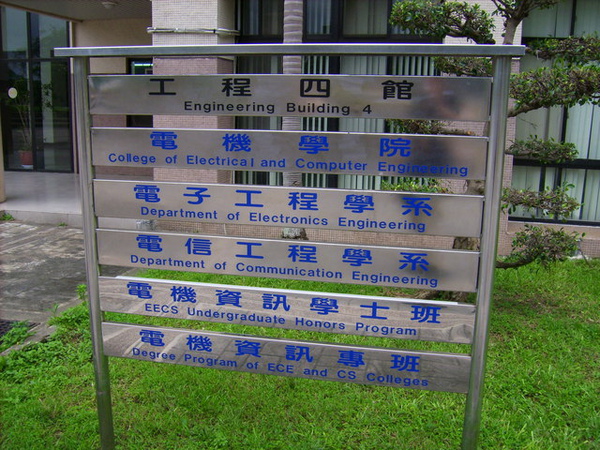 工程四館
Engineering Building 4
電機學院
College of Electrical and Computer Engineering
電子工程學系
Department of Electronics Engineering
電信工程學系
Department of Communication Engineering
電機資訊學士班
EECS Undergraduate Honors Program
電機資訊專班
Degree Program of ECE and CS Colleges